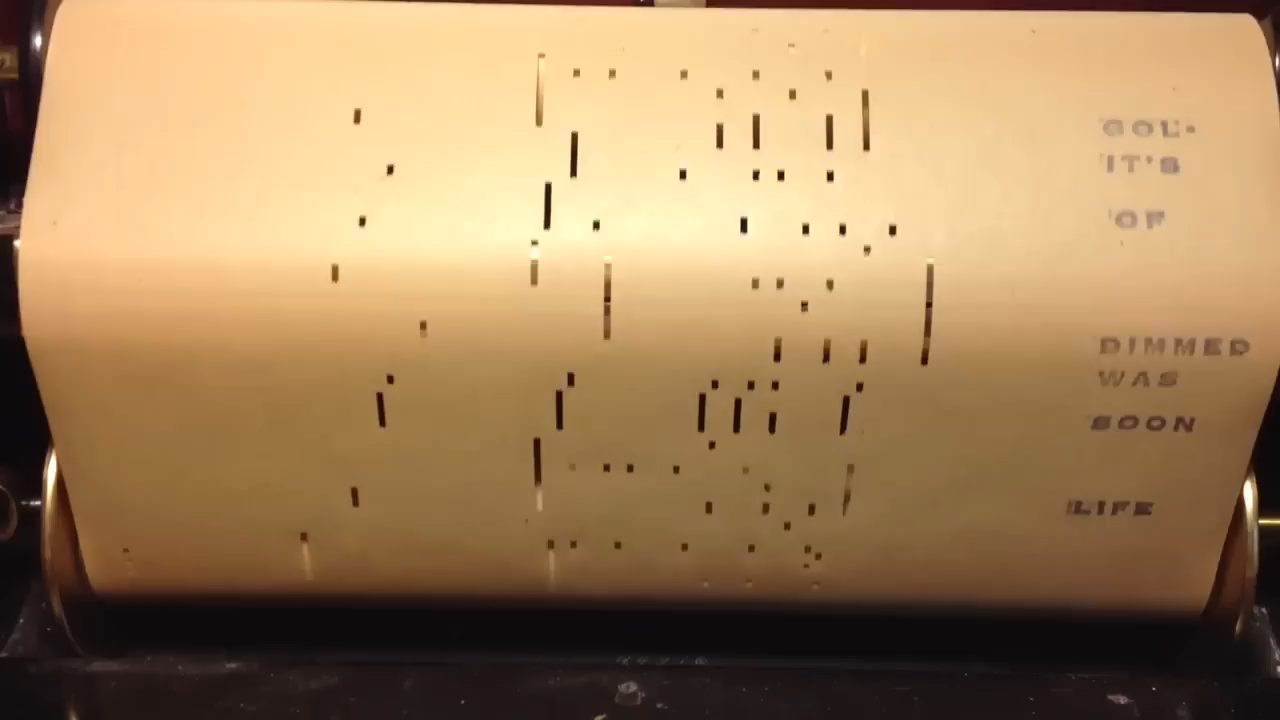 GOL-
IT'S
OF
DIMMED
WAS
SOON
LIFE